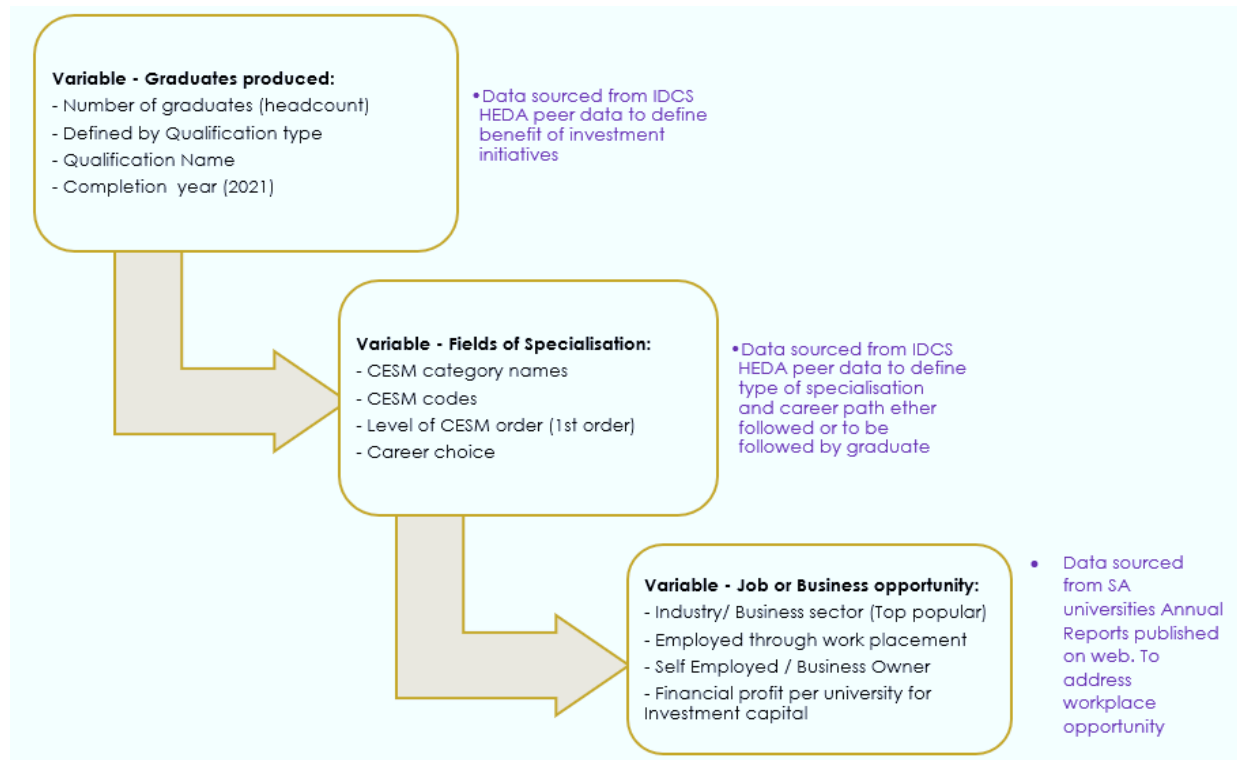 Variable - Graduates produced:
- Number of graduates (headcount)
- Defined by Qualification type
- Qualification Name
- Completion  year (2021)
•Data sourced from IDCS
HEDA peer data to define
benefit of investment
initiatives
Variable - Fields of Specialisation:
- CESM category names
- CESM codes
- Level of CESM order (1st order)
- Career choice
•Data sourced from IDCS
HEDA peer data to define
type of specialisation
and career path ether
followed or to be
followed by graduate
Variable - Job or Business opportunity:
- Industry/ Business sector (Top popular)
- Employed through work placement
- Self Employed / Business Owner
- Financial profit per university for
Investment capital
• Data sourced
from SA
universities Annual
Reports published
on web. To
address
workplace
opportunity